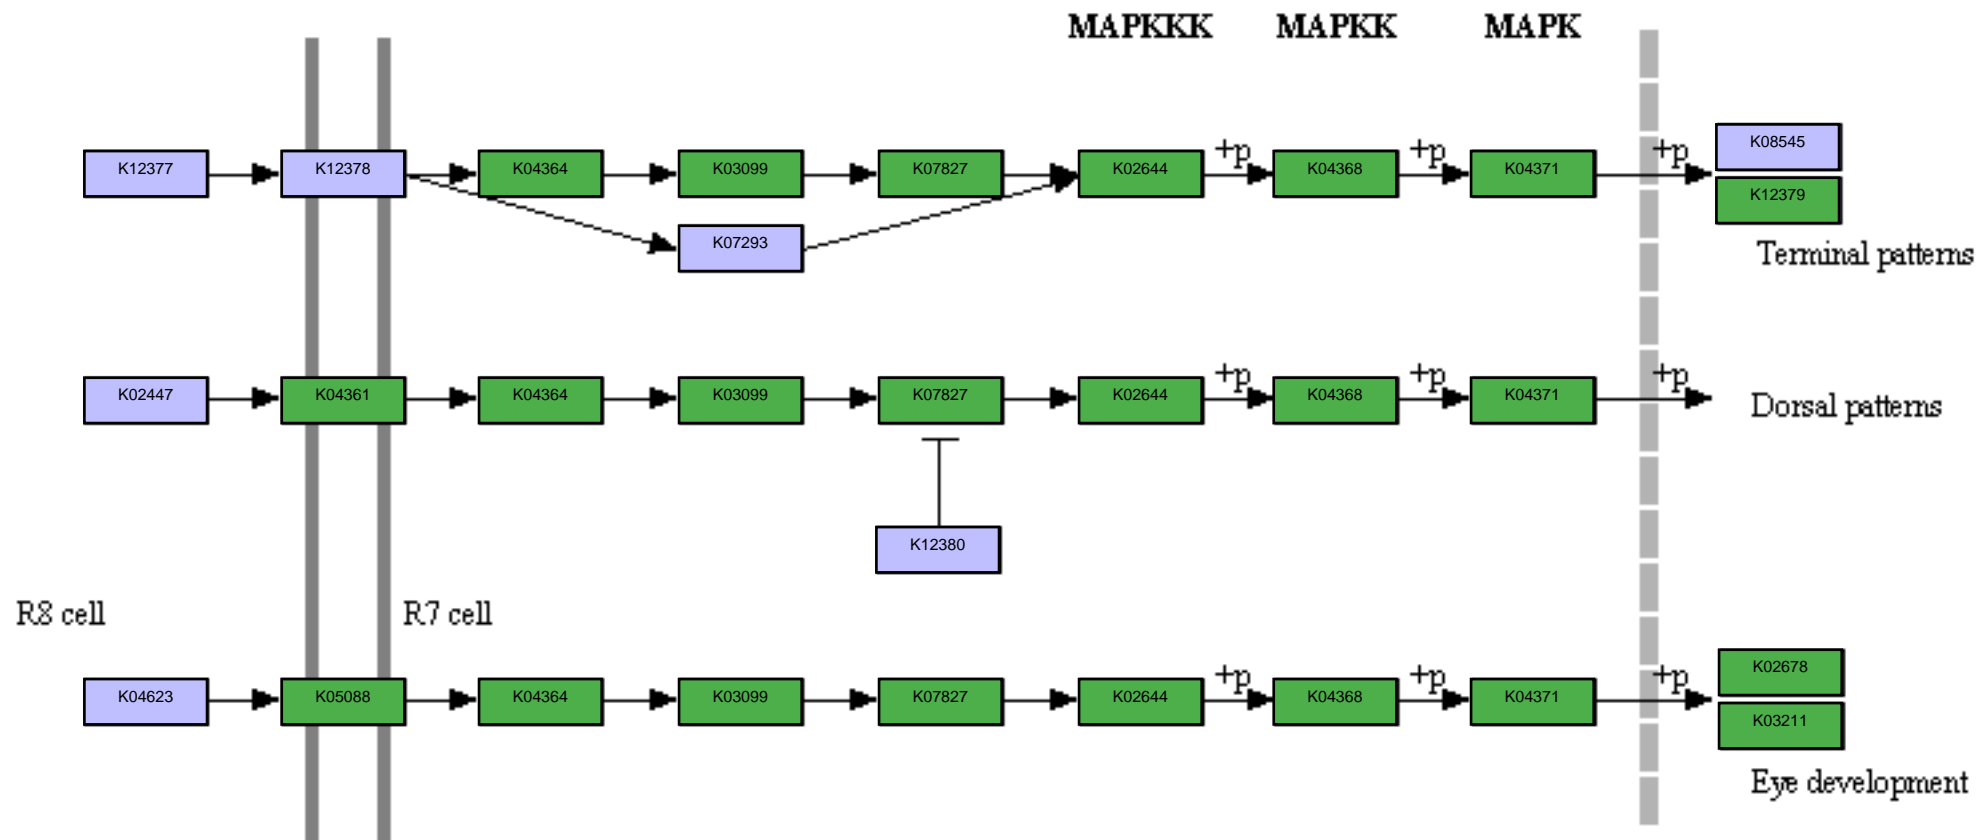 MAPKKK MAPKK MAPK
K08545
K12377 K12378 K04364 K03099 K07827 K02644 +p K04368 +p K04371 +p
K12379
K07293
Terminal patterns
K02447 K04361 K04364 K03099 K07827 K02644 +p K04368 +p K04371 +p
Dorsal patterns
K12380
R8 cell R7 cell
K02678
K04623 K05088 K04364 K03099 K07827 K02644 +p K04368 +p K04371 +p
K03211
Eye development